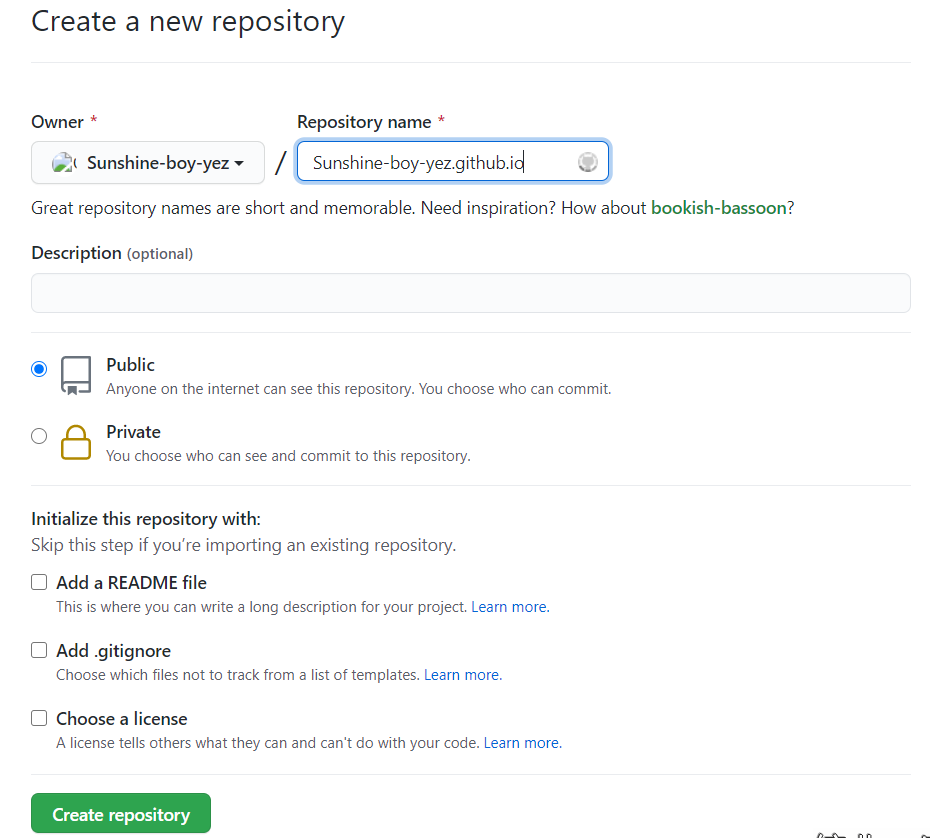 Create a new repository
Owner * Repository name *
Sunshine-boy-yez / Sunshine-boy-yez.github.io
Great repository names are short and memorable. Need inspiration? How about bookish-bassoon?
Description (optional)
Public
Anyone on the internet can see this repository. You choose who can commit.
Private
You choose who can see and commit to this repository.
Initialize this repository with:
Skip this step if you’re importing an existing repository.
Add a README file
This is where you can write a long description for your project. Learn more.
Add .gitignore
Choose which files not to track from a list of templates. Learn more.
Choose a license
A license tells others what they can and can't do with your code. Learn more.
Create repository